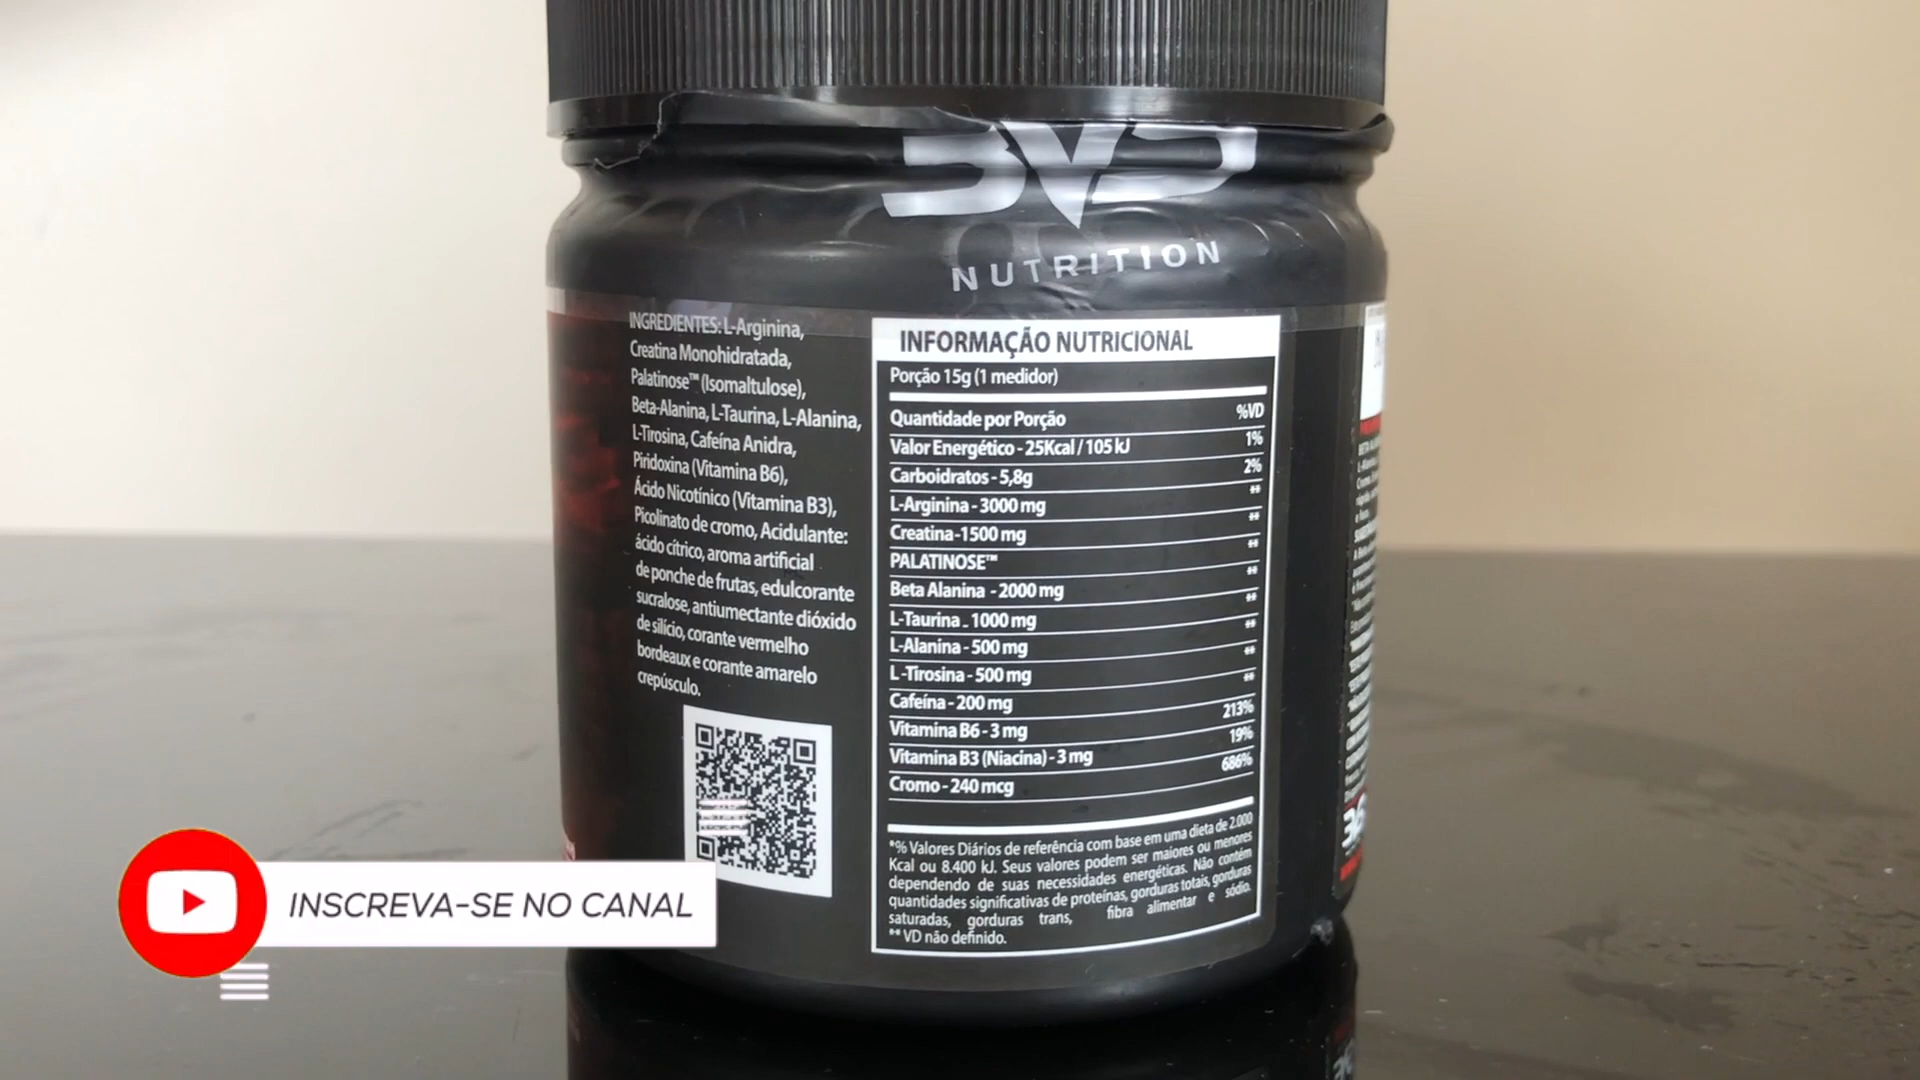 NUTRITION
INGREDIENTES: L-Arginina,
Creatina Monohidratada,
Palatinose™ (Isomaltulose),
Beta-Alanina, L-Taurina, L-Alanina,
L-Tirosina, Cafeína Anidra,
Piridoxina (Vitamina B6),
Ácido Nicotínico (Vitamina B3),
Picolinato de cromo, Acidulante:
ácido cítrico, aroma artificial
de ponche de frutas, edulcorante
sucralose, antiumectante dióxido
de silício, corante vermelho
bordeaux e corante amarelo
crepúsculo.
INFORMAÇÃO NUTRICIONAL
Porção 15g (1 medidor)
Quantidade por Porção %VD
Valor Energético - 25Kcal / 105 kJ 1%
Carboidratos - 5,8g 2%
L-Arginina - 3000 mg **
Creatina-1500 mg **
PALATINOSE™ **
Beta Alanina - 2000 mg **
L-Taurina - 1000 mg **
L-Alanina - 500 mg **
L -Tirosina - 500 mg **
Cafeína - 200 mg **
Vitamina B6 - 3 mg 213%
Vitamina B3 (Niacina) - 3 mg 19%
Cromo - 240 mcg 686%
*% Valores Diários de referência com base em uma dieta de 2.000
Kcal ou 8.400 kJ. Seus valores podem ser maiores ou menores
dependendo de suas necessidades energéticas. Não contém
quantidades significativas de proteínas, gorduras totais, gorduras
saturadas, gorduras trans, fibra alimentar e sódio.
** VD não definido.
INSCREVA-SE NO CANAL